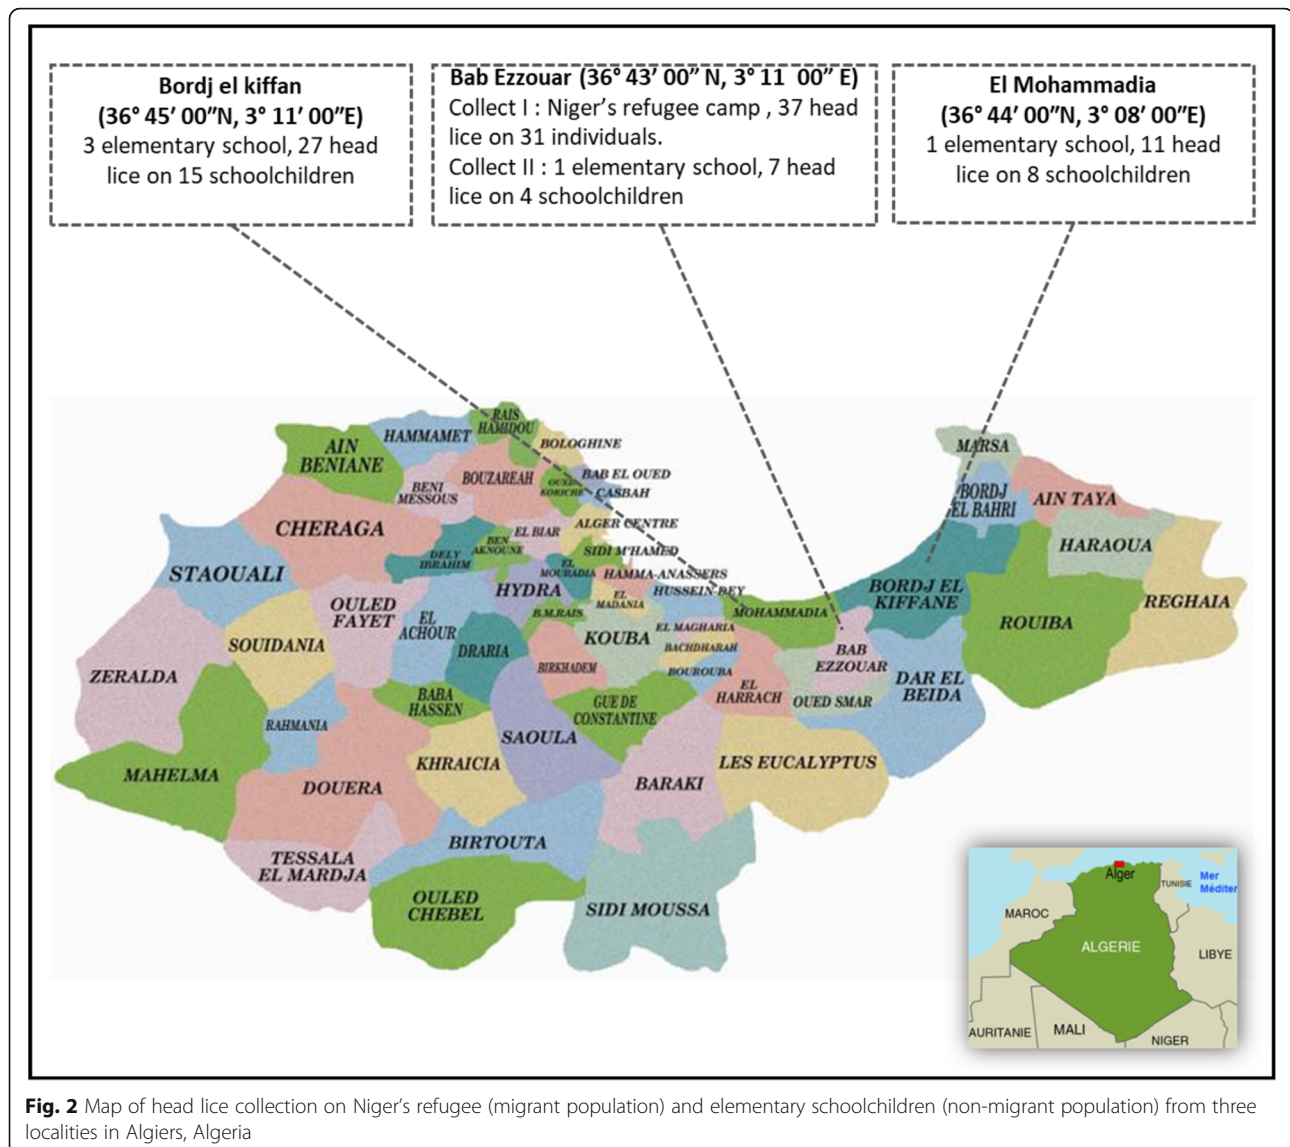 Bordj el kiffan
(36° 45′ 00″N, 3° 11′ 00″E)
3 elementary school, 27 head
lice on 15 schoolchildren
Bab Ezzouar (36° 43′ 00″ N, 3° 11 00″ E)
Collect I : Niger's refugee camp , 37 head
lice on 31 individuals.
Collect II : 1 elementary school, 7 head
lice on 4 schoolchildren
El Mohammadia
(36° 44′ 00″N, 3° 08′ 00″E)
1 elementary school, 11 head
lice on 8 schoolchildren
RAIS
HAMIDOU
HAMMAMET
BOLOGHINE
AIN
BENIANE
BOUZAREAH
BENI
MESSOUS
OUED
KORICHE
BAB EL OUED
CASBAH
CHERAGA
EL BIAR
ALGER CENTRE
BEN
AKNOUNE
SIDI M'HAMED
DELY
IBRAHIM
EL
MOURADIA
HAMMA-ANASSERS
STAOUALI
HYDRA
EL
MADANIA
HUSSEIN-DEY
OULED
FAYET
B.M.RAIS
MOHAMMADIA
EL
ACHOUR
KOUBA
EL MAGHARIA
SOUIDANIA
DRARIA
BACHDHARAH
BIRKHADEM
BOUROUBA
ZERALDA
BABA
HASSEN
GUE DE
CONSTANTINE
EL
HARRACH
BAB
EZZOUAR
OUED SMAR
DAR EL
BEIDA
RAHMANIA
SAOULA
MAHELMA
KHRAICIA
LES EUCALYPTUS
DOUERA
BARAKI
BIRTOUTA
TESSALA
EL MARDJA
OULED
CHEBEL
SIDI MOUSSA
MARSA
BORDJ
EL BAHRI
AIN TAYA
HARAOUA
BORDJ EL
KIFFANE
REGHAIA
ROUIBA
Alger
TUNISIE
Mer
Méditer
MAROC
ALGERIE
LIBYE
AURITANIE
MALI
NIGER
Fig. 2 Map of head lice collection on Niger's refugee (migrant population) and elementary schoolchildren (non-migrant population) from three
localities in Algiers, Algeria